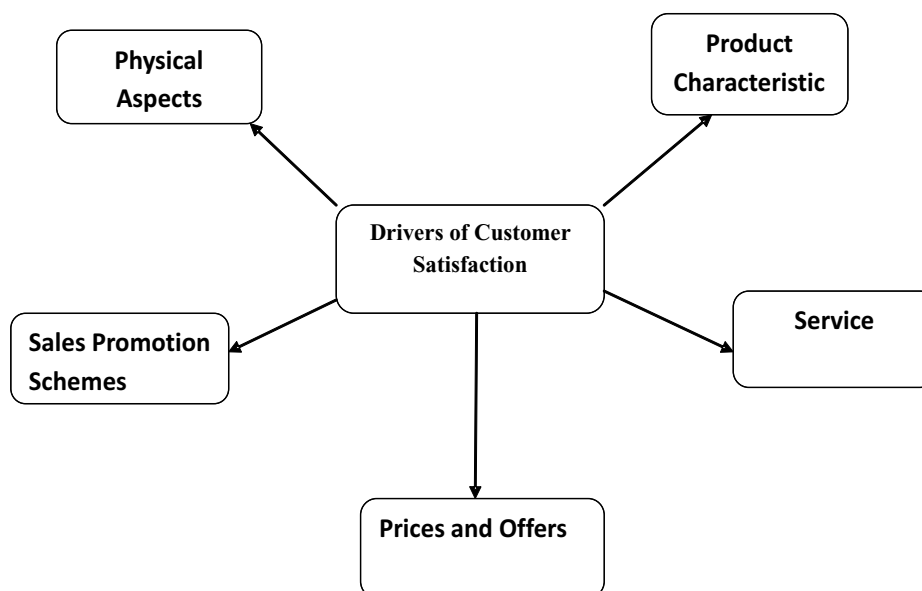 Physical
Aspects
Product
Characteristic
Drivers of Customer
Satisfaction
Sales Promotion
Schemes
Service
Prices and Offers